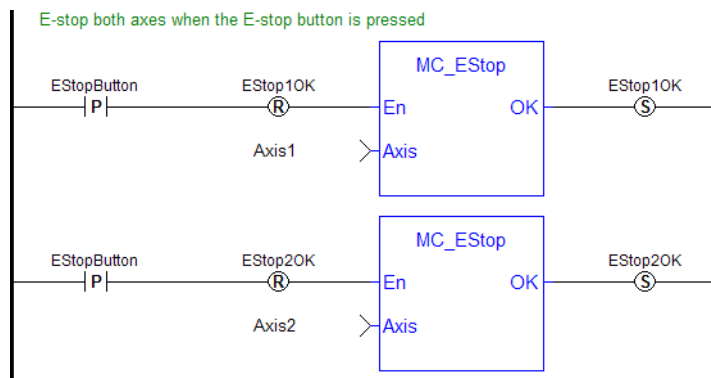 E-stop both axes when the E-stop button is pressed
MC_EStop
EStopButton EStop1OK EStop1OK
P R En OK S
Axis1 Axis
MC_EStop
EStopButton EStop2OK EStop2OK
P R En OK S
Axis2 Axis